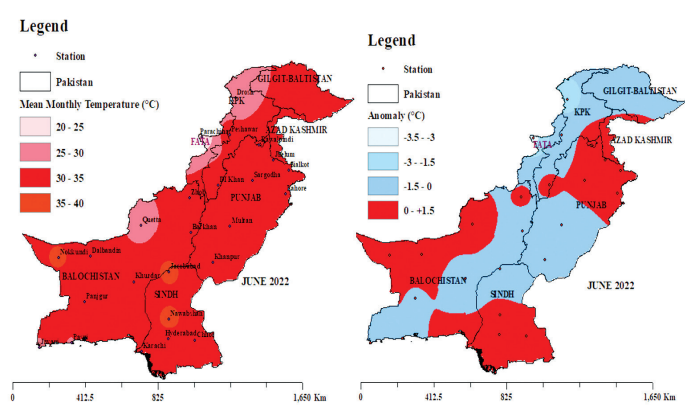 Legend
Station
Pakistan
Mean Monthly Temperature (°C)
20 - 25
25 - 30
30 - 35
35 - 40
GILGIT-BALTISTAN
Drosh
KPK
Parachinar
Peshawar
AZAD KASHMIR
FATA
Rawalpindi
Jhelum
Sialkot
Sargodha
DI Khan
Lahore
Zhob
PUNJAB
Quetta
Multan
Barkhan
Nokkundi
Dalbandin
Khanpur
Jacobabad
BALOCHISTAN
Khuzdar
JUNE 2022
Panjgur
SINDH
Nawabshah
Hyderabad
Chhor
Karachi
0
412.5
825
1,650 Km
Legend
Station
Pakistan
Anomaly (°C)
-3.5 - -3
-3 - -1.5
-1.5 - 0
0 - +1.5
GILGIT-BALTISTAN
KPK
AZAD KASHMIR
FATA
PUNJAB
BALOCHISTAN
JUNE 2022
SINDH
0
412.5
825
1,650 Km